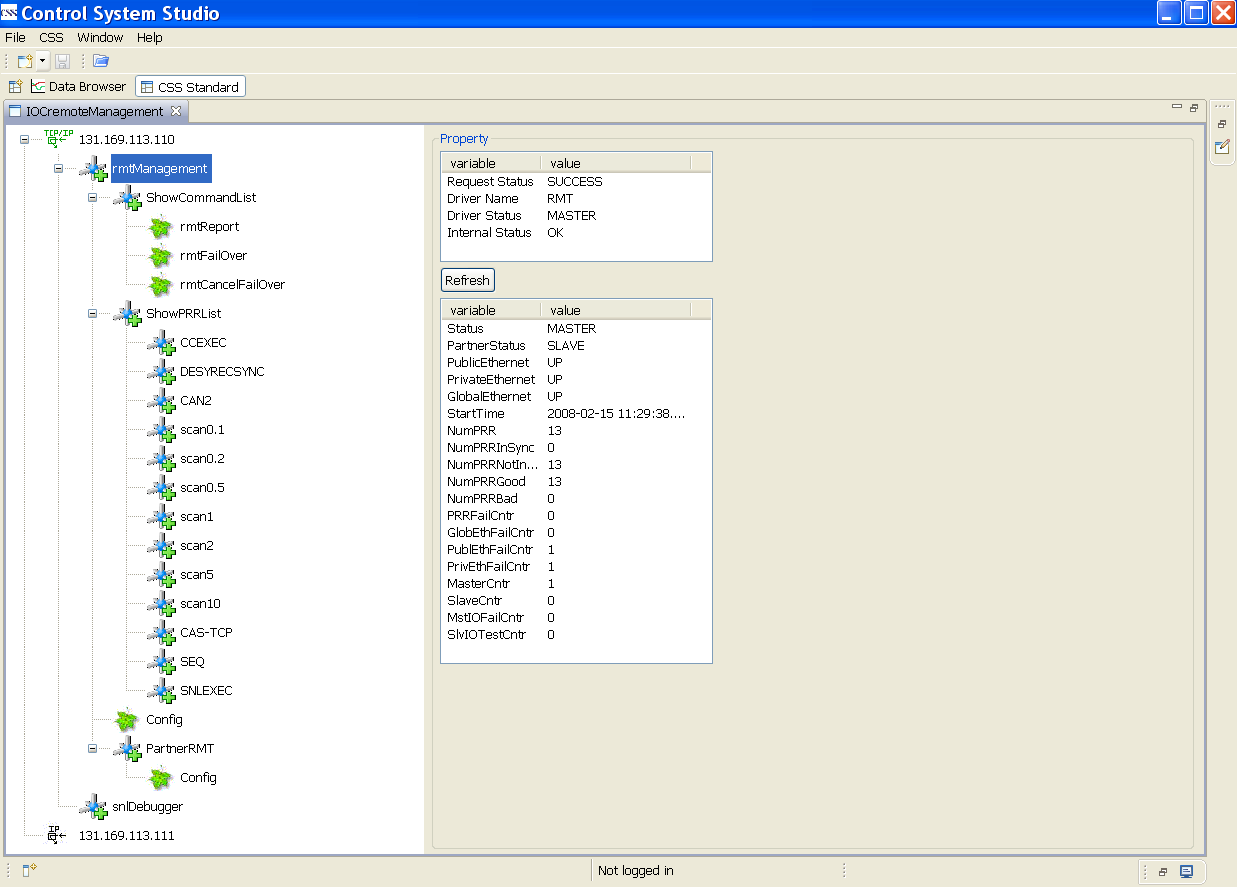 CSS Control System Studio
File CSS Window Help
Data Browser CSS Standard
IOCremoteManagement
TCP/IP 131.169.113.110
rmtManagement
ShowCommandList
rmtReport
rmtFailOver
rmtCancelFailOver
ShowPRRList
CCEXEC
DESYRECSYNC
CAN2
scan0.1
scan0.2
scan0.5
scan1
scan2
scan5
scan10
CAS-TCP
SEQ
SNLEXEC
Config
PartnerRMT
Config
snlDebugger
IP 131.169.113.111
Property
variable value
Request Status SUCCESS
Driver Name RMT
Driver Status MASTER
Internal Status OK
Refresh
variable value
Status MASTER
PartnerStatus SLAVE
PublicEthernet UP
PrivateEthernet UP
GlobalEthernet UP
StartTime 2008-02-15 11:29:38....
NumPRR 13
NumPRRInSync 0
NumPRRNotIn... 13
NumPRRGood 13
NumPRRBad 0
PRRFailCntr 0
GlobEthFailCntr 0
PublEthFailCntr 1
PrivEthFailCntr 1
MasterCntr 1
SlaveCntr 0
MstIOFailCntr 0
SlvIOTestCntr 0
Not logged in